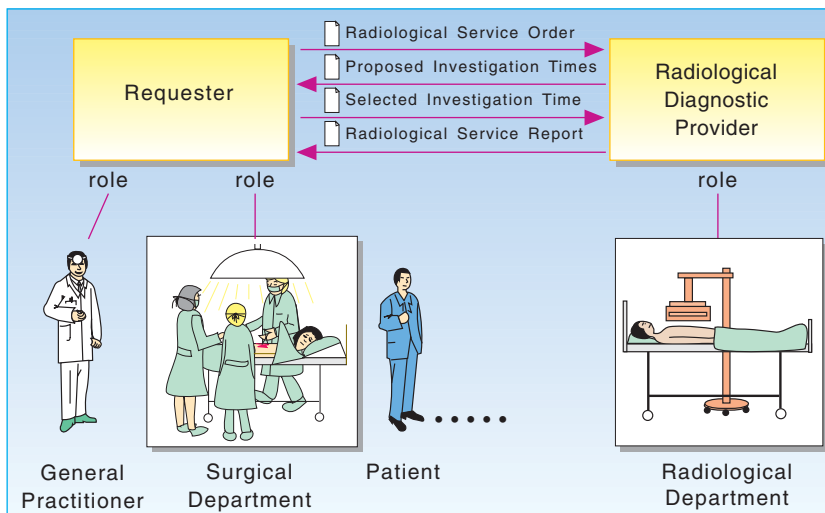 Requester
Radiological Service Order
Proposed Investigation Times
Selected Investigation Time
Radiological Service Report
Radiological
Diagnostic
Provider
role
role
role
General
Practitioner
Surgical
Department
Patient
Radiological
Department